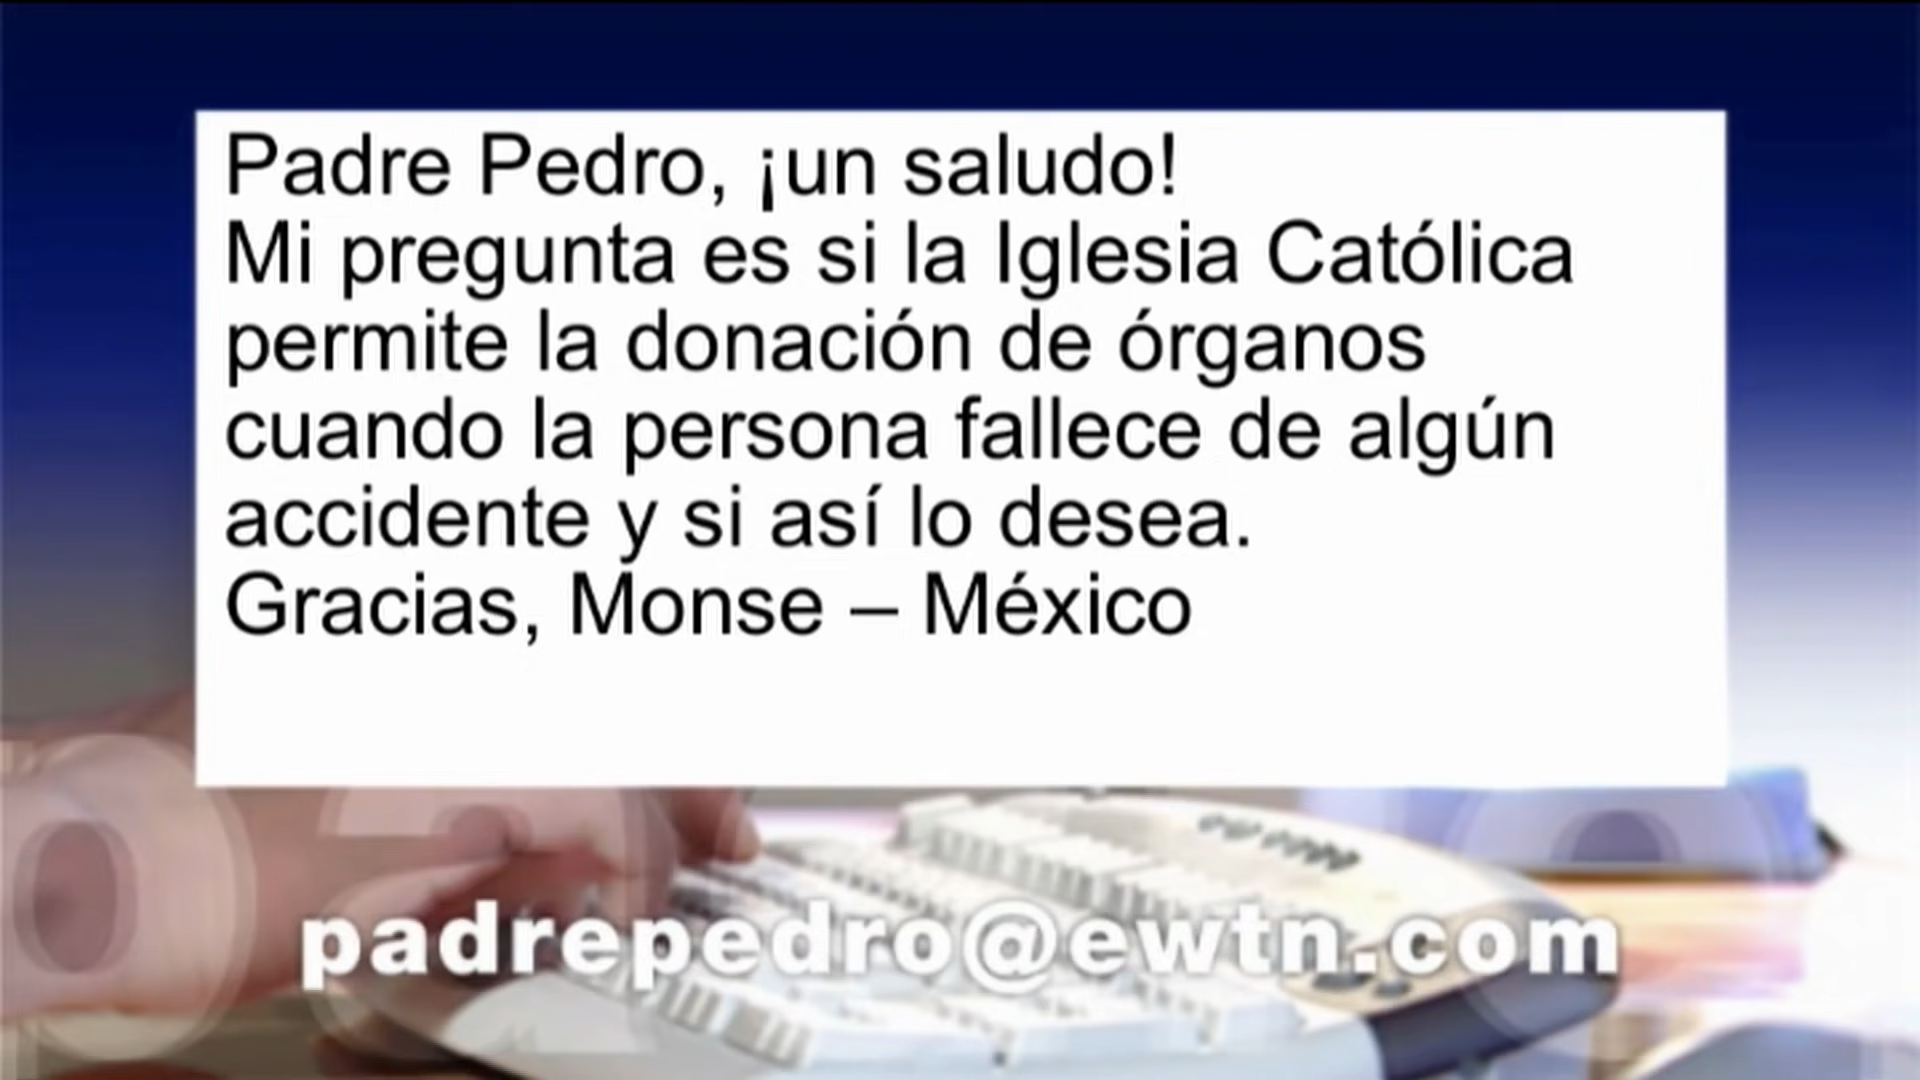 Padre Pedro, ¡un saludo!
Mi pregunta es si la Iglesia Católica
permite la donación de órganos
cuando la persona fallece de algún
accidente y si así lo desea.
Gracias, Monse – México
padrepedro@ewtn.com